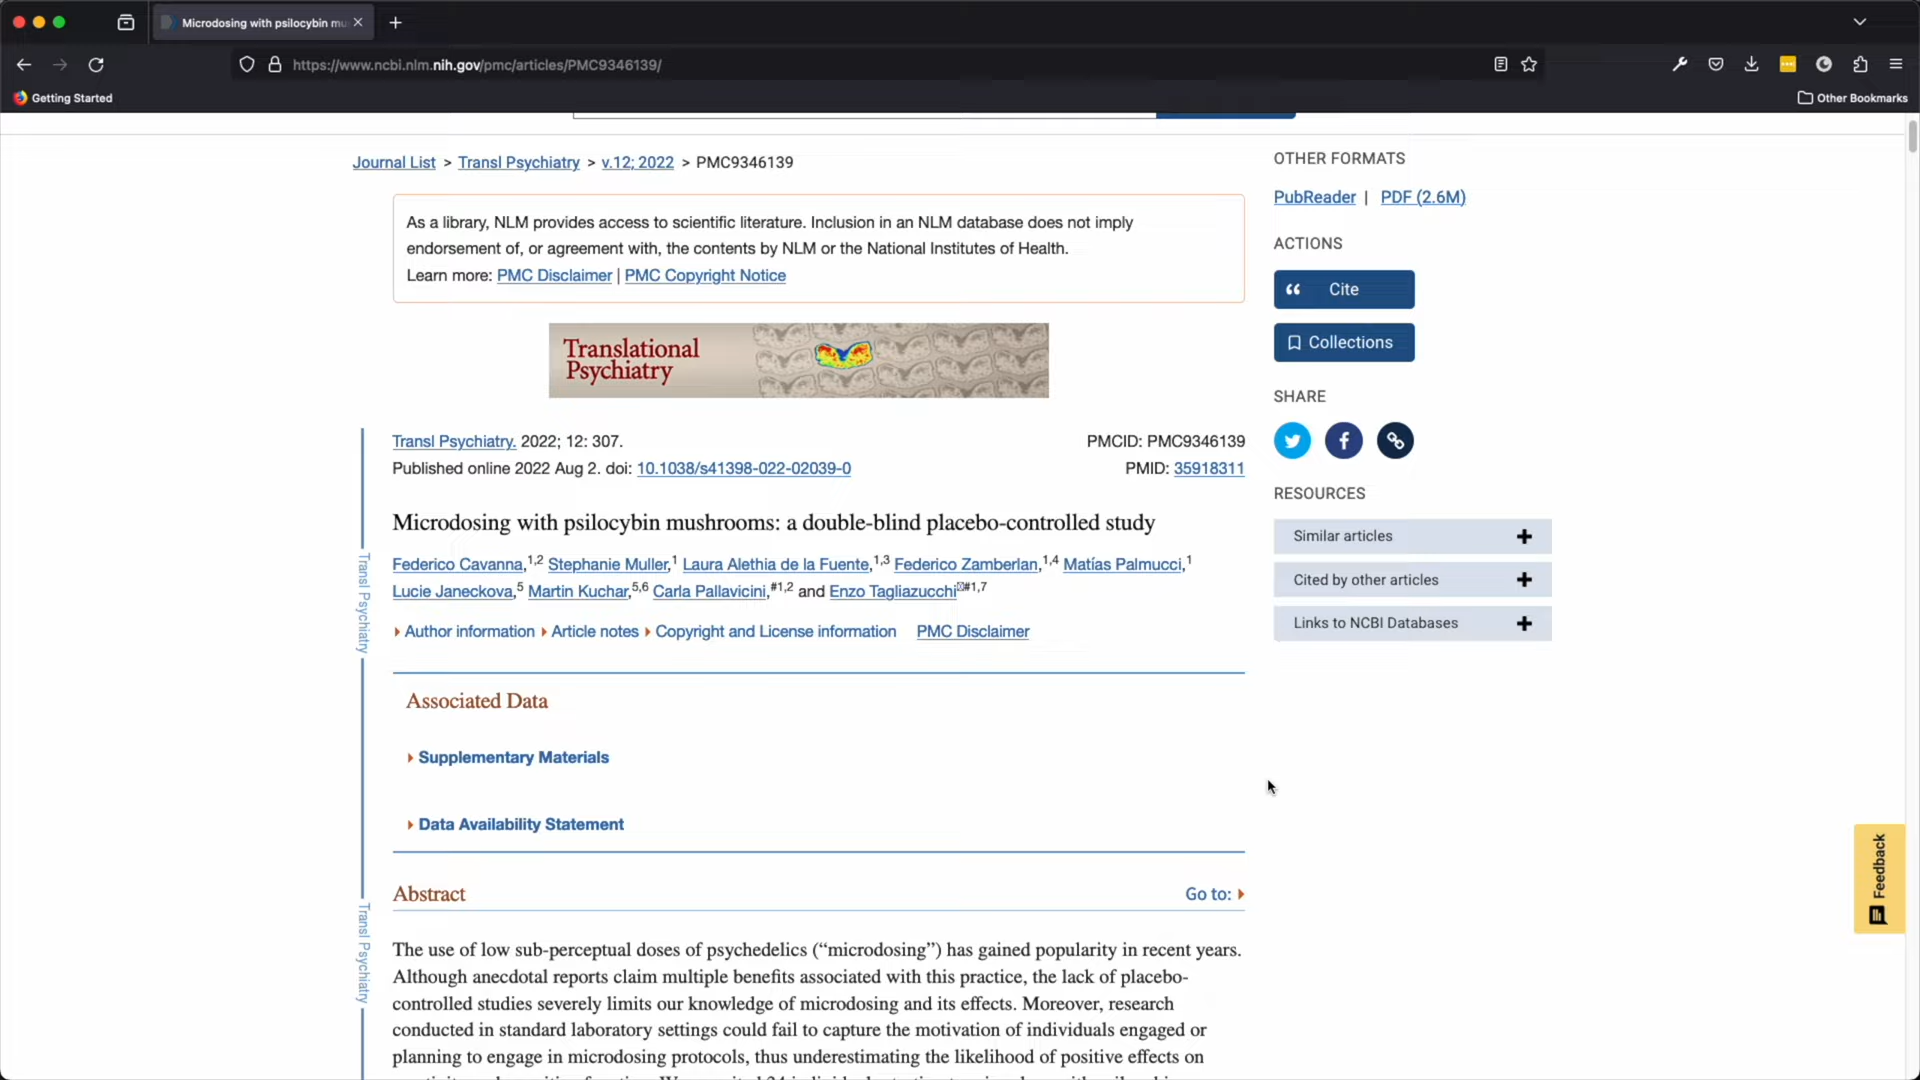 Microdosing with psilocybin mu
https://www.ncbi.nlm.nih.gov/pmc/articles/PMC9346139/
Getting Started
Other Bookmarks
Journal List > Transl Psychiatry > v.12; 2022 > PMC9346139
As a library, NLM provides access to scientific literature. Inclusion in an NLM database does not imply
endorsement of, or agreement with, the contents by NLM or the National Institutes of Health.
Learn more: PMC Disclaimer | PMC Copyright Notice
Translational
Psychiatry
Transl Psychiatry. 2022; 12: 307.
PMCID: PMC9346139
Published online 2022 Aug 2. doi: 10.1038/s41398-022-02039-0
PMID: 35918311
Microdosing with psilocybin mushrooms: a double-blind placebo-controlled study
Federico Cavanna,1,2 Stephanie Muller,1 Laura Alethia de la Fuente,1,3 Federico Zamberlan,1,4 Matías Palmucci,1
Lucie Janeckova,5 Martin Kuchar,5,6 Carla Pallavicini,#1,2 and Enzo Tagliazucchi#1,7
Author information Article notes Copyright and License information PMC Disclaimer
Associated Data
Supplementary Materials
Data Availability Statement
Abstract
Go to:
The use of low sub-perceptual doses of psychedelics (“microdosing”) has gained popularity in recent years.
Although anecdotal reports claim multiple benefits associated with this practice, the lack of placebo-
controlled studies severely limits our knowledge of microdosing and its effects. Moreover, research
conducted in standard laboratory settings could fail to capture the motivation of individuals engaged or
planning to engage in microdosing protocols, thus underestimating the likelihood of positive effects on
Transl Psychiatry
Transl Psychiatry
OTHER FORMATS
PubReader | PDF (2.6M)
ACTIONS
Cite
Collections
SHARE
RESOURCES
Similar articles
Cited by other articles
Links to NCBI Databases
Feedback